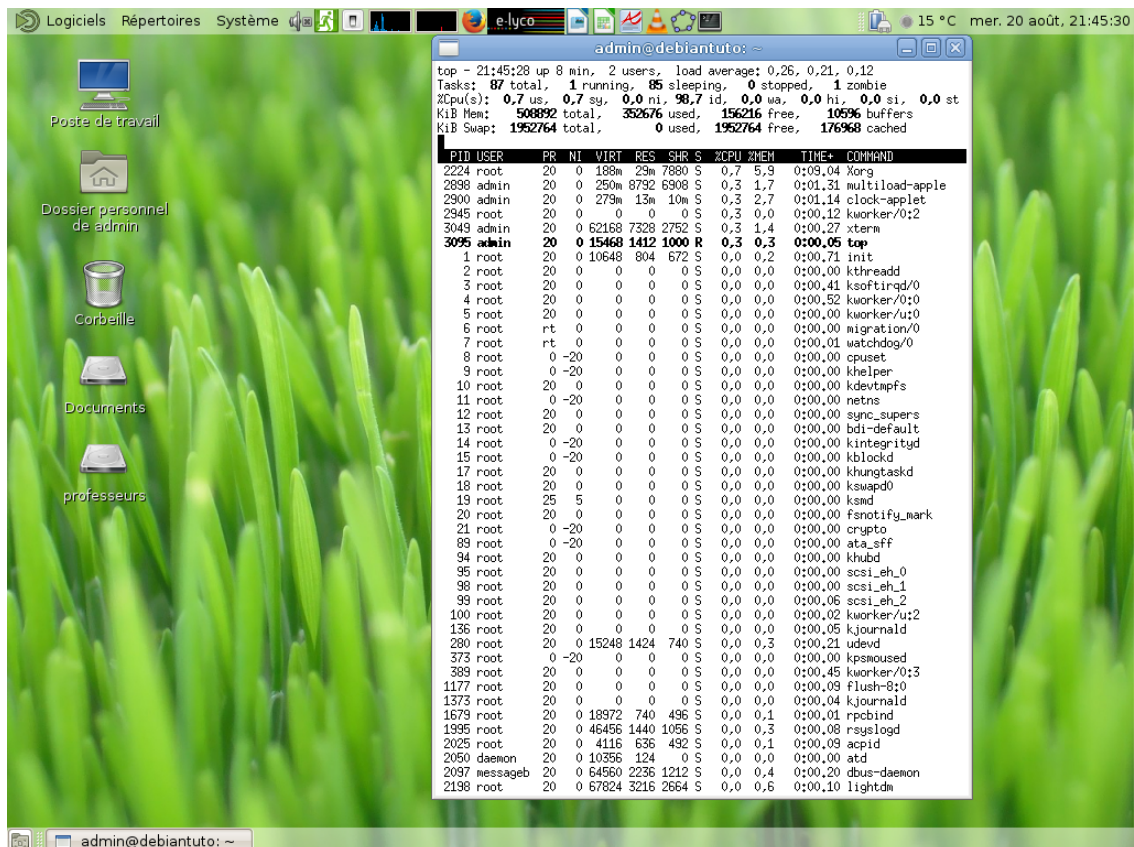 Logiciels Répertoires Système e-lyco 15 °C mer. 20 août, 21:45:30
admin@debiantuto: ~
Poste de travail
Dossier personnel
de admin
Corbeille
Documents
professeurs
top - 21:45:28 up 8 min, 2 users, load average: 0,26, 0,21, 0,12
Tasks: 87 total, 1 running, 85 sleeping, 0 stopped, 1 zombie
%Cpu(s): 0,7 us, 0,7 sy, 0,0 ni, 98,7 id, 0,0 wa, 0,0 hi, 0,0 si, 0,0 st
KiB Mem: 508892 total, 352676 used, 156216 free, 10596 buffers
KiB Swap: 1952764 total, 0 used, 1952764 free, 176968 cached
PID USER PR NI VIRT RES SHR S %CPU %MEM TIME+ COMMAND
2224 root 20 0 188m 29m 7880 S 0,7 5,9 0:09.04 Xorg
2898 admin 20 0 250m 8792 6908 S 0,3 1,7 0:01.31 multiload-apple
2900 admin 20 0 279m 13m 10m S 0,3 2,7 0:01.14 clock-applet
2945 root 20 0 0 0 0 S 0,3 0,0 0:00.12 kworker/0:2
3049 admin 20 0 62168 7328 2752 S 0,3 1,4 0:00.27 xterm
3095 admin 20 0 15468 1412 1000 R 0,3 0,3 0:00.05 top
1 root 20 0 10648 804 672 S 0,0 0,2 0:00.71 init
2 root 20 0 0 0 0 S 0,0 0,0 0:00.00 kthreadd
3 root 20 0 0 0 0 S 0,0 0,0 0:00.41 ksoftirqd/0
4 root 20 0 0 0 0 S 0,0 0,0 0:00.52 kworker/0:0
5 root 20 0 0 0 0 S 0,0 0,0 0:00.00 kworker/u:0
6 root rt 0 0 0 0 S 0,0 0,0 0:00.00 migration/0
7 root rt 0 0 0 0 S 0,0 0,0 0:00.01 watchdog/0
8 root 0 -20 0 0 0 S 0,0 0,0 0:00.00 cpuset
9 root 0 -20 0 0 0 S 0,0 0,0 0:00.00 khelper
10 root 20 0 0 0 0 S 0,0 0,0 0:00.00 kdevtmpfs
11 root 0 -20 0 0 0 S 0,0 0,0 0:00.00 netns
12 root 20 0 0 0 0 S 0,0 0,0 0:00.00 sync_supers
13 root 20 0 0 0 0 S 0,0 0,0 0:00.00 bdi-default
14 root 0 -20 0 0 0 S 0,0 0,0 0:00.00 kintegrityd
15 root 0 -20 0 0 0 S 0,0 0,0 0:00.00 kblockd
17 root 20 0 0 0 0 S 0,0 0,0 0:00.00 khungtaskd
18 root 20 0 0 0 0 S 0,0 0,0 0:00.00 kswapd0
19 root 25 5 0 0 0 S 0,0 0,0 0:00.00 ksmd
20 root 20 0 0 0 0 S 0,0 0,0 0:00.00 fsnotify_mark
21 root 0 -20 0 0 0 S 0,0 0,0 0:00.00 crypto
89 root 0 -20 0 0 0 S 0,0 0,0 0:00.00 ata_sff
94 root 20 0 0 0 0 S 0,0 0,0 0:00.00 khubd
95 root 20 0 0 0 0 S 0,0 0,0 0:00.00 scsi_eh_0
98 root 20 0 0 0 0 S 0,0 0,0 0:00.00 scsi_eh_1
99 root 20 0 0 0 0 S 0,0 0,0 0:00.06 scsi_eh_2
100 root 20 0 0 0 0 S 0,0 0,0 0:00.02 kworker/u:2
136 root 20 0 0 0 0 S 0,0 0,0 0:00.05 kjournald
280 root 20 0 15248 1424 740 S 0,0 0,3 0:00.21 udevd
373 root 0 -20 0 0 0 S 0,0 0,0 0:00.00 kpsmoused
389 root 20 0 0 0 0 S 0,0 0,0 0:00.45 kworker/0:3
1177 root 20 0 0 0 0 S 0,0 0,0 0:00.09 flush-8:0
1373 root 20 0 0 0 0 S 0,0 0,0 0:00.04 kjournald
1679 root 20 0 18972 740 496 S 0,0 0,1 0:00.01 rpcbind
1995 root 20 0 46456 1440 1056 S 0,0 0,3 0:00.08 rsyslogd
2025 root 20 0 4116 636 492 S 0,0 0,1 0:00.09 acpid
2050 daemon 20 0 10356 124 0 S 0,0 0,0 0:00.00 atd
2097 messageb 20 0 64560 2236 1212 S 0,0 0,4 0:00.20 dbus-daemon
2198 root 20 0 67824 3216 2664 S 0,0 0,6 0:00.10 lightdm
admin@debiantuto: ~